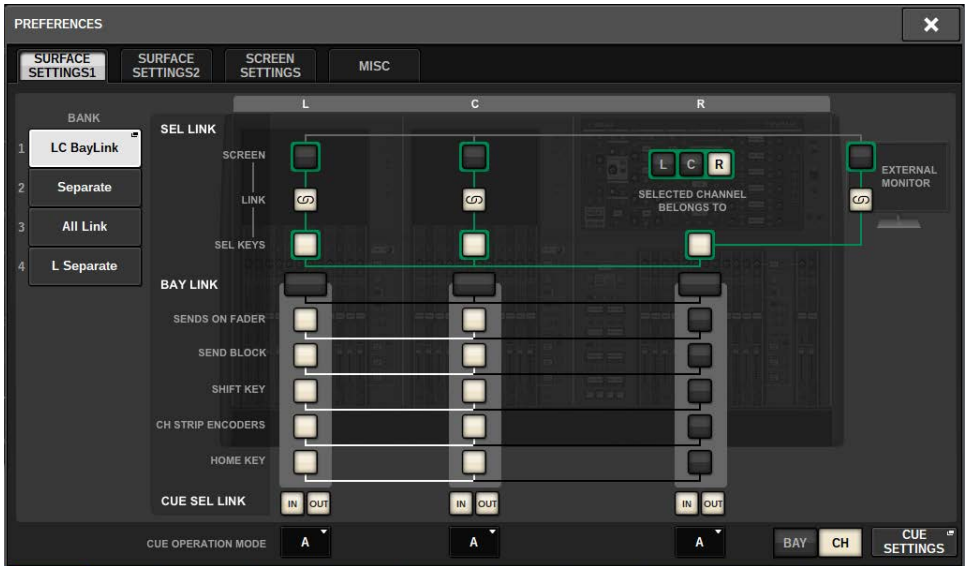 PREFERENCES
SURFACE SETTINGS1
SURFACE SETTINGS2
SCREEN SETTINGS
MISC
L
C
R
BANK
1 LC BayLink
2 Separate
3 All Link
4 L Separate
SEL LINK
SCREEN
LINK
SEL KEYS
L C R
SELECTED CHANNEL
BELONGS TO
EXTERNAL
MONITOR
BAY LINK
SENDS ON FADER
SEND BLOCK
SHIFT KEY
CH STRIP ENCODERS
HOME KEY
CUE SEL LINK
IN OUT
IN OUT
IN OUT
CUE OPERATION MODE
A
A
A
BAY
CH
CUE
SETTINGS